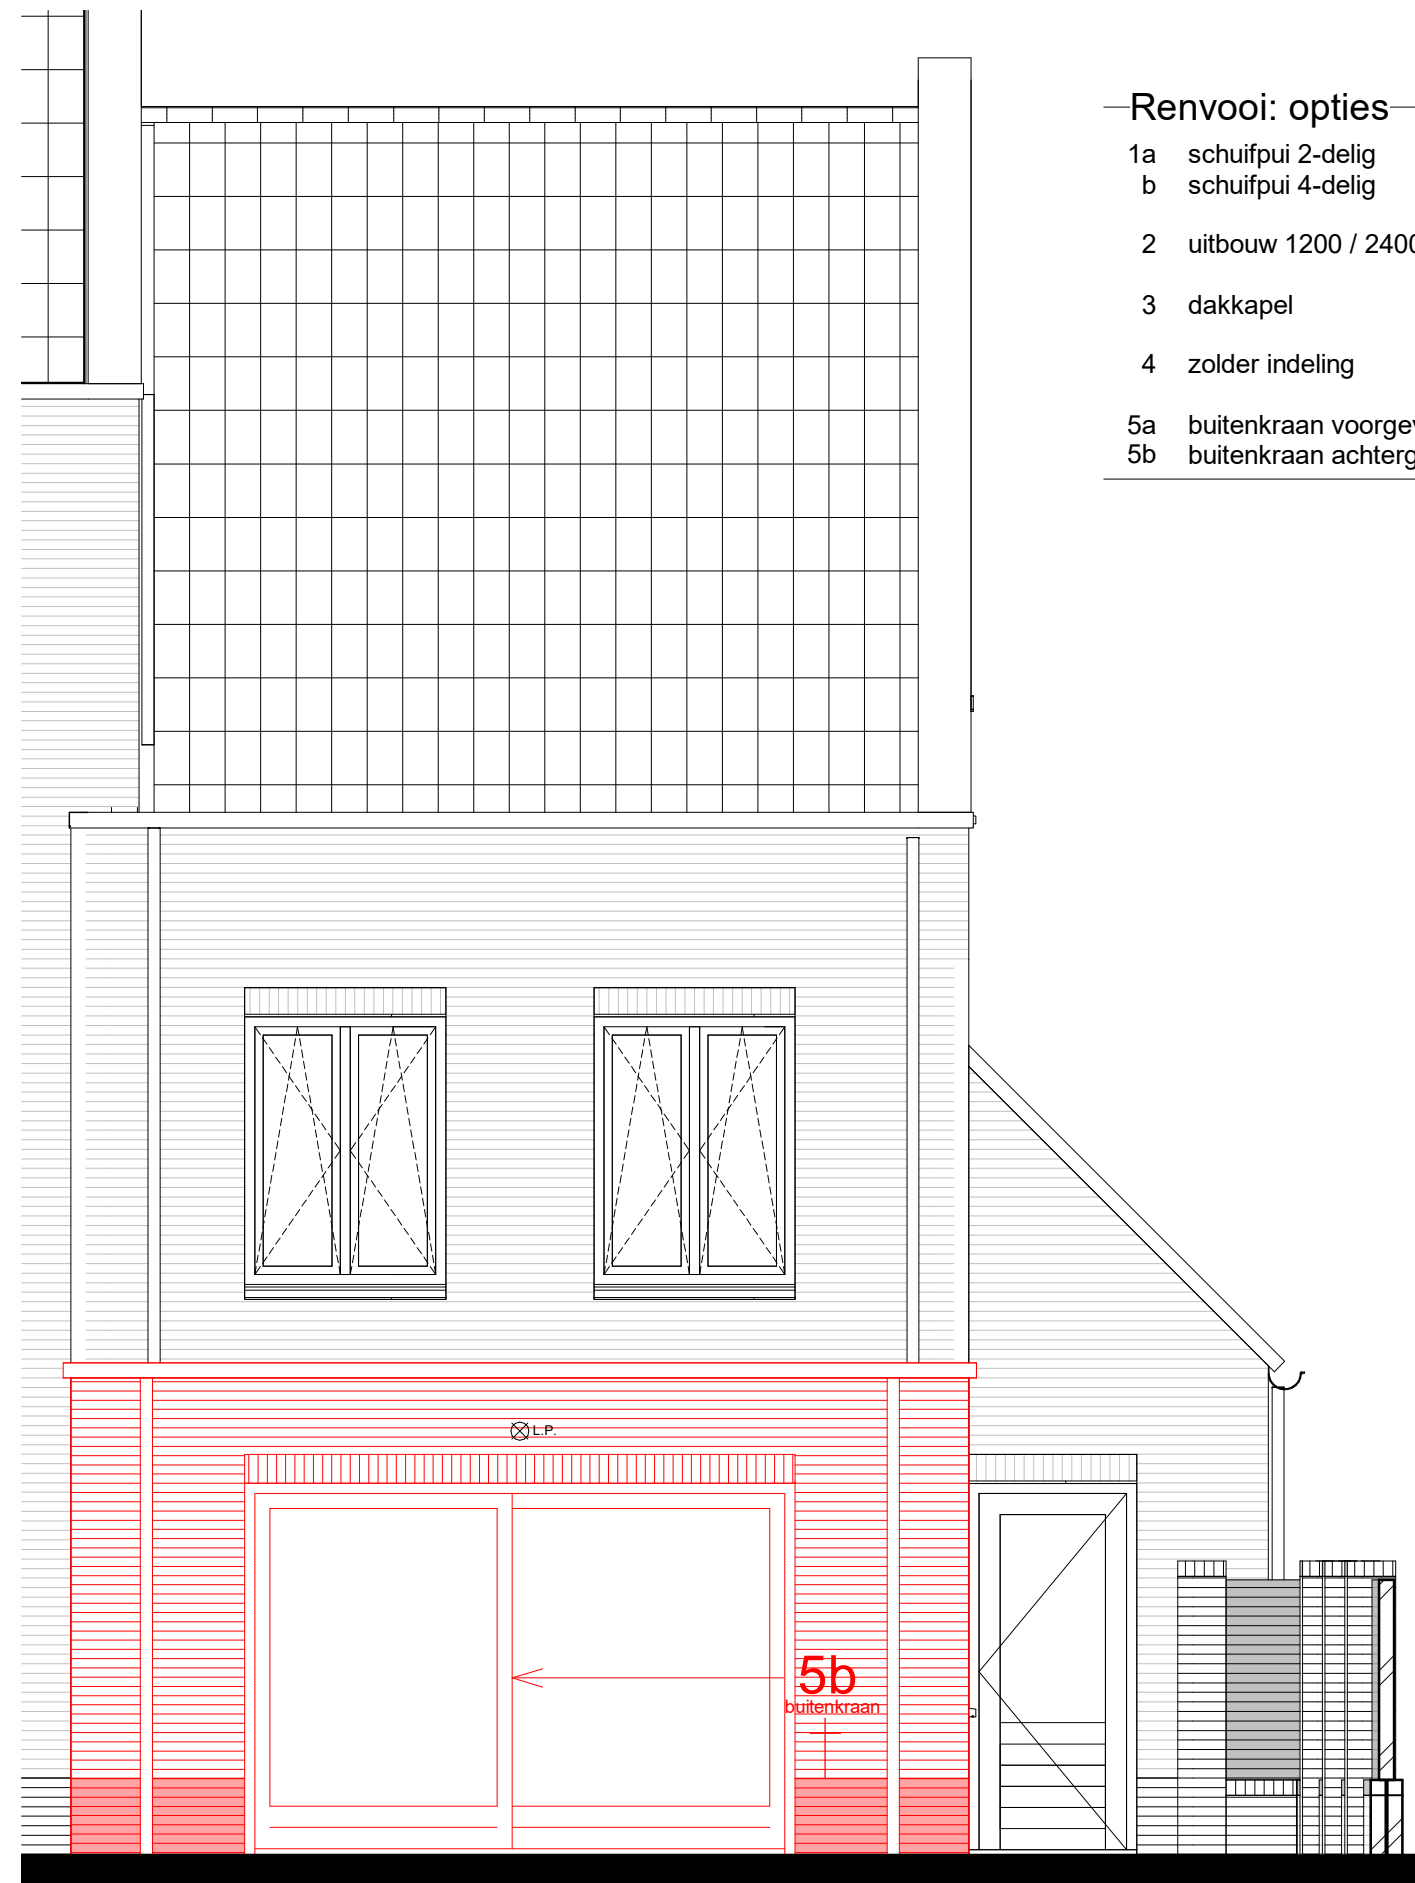 Renvooi: opties
1a schuifpui 2-delig
b schuifpui 4-delig
2 uitbouw 1200 / 2400
3 dakkapel
4 zolder indeling
5a buitenkraan voorgev
5b buitenkraan achterg
L.P.
5b
buitenkraan